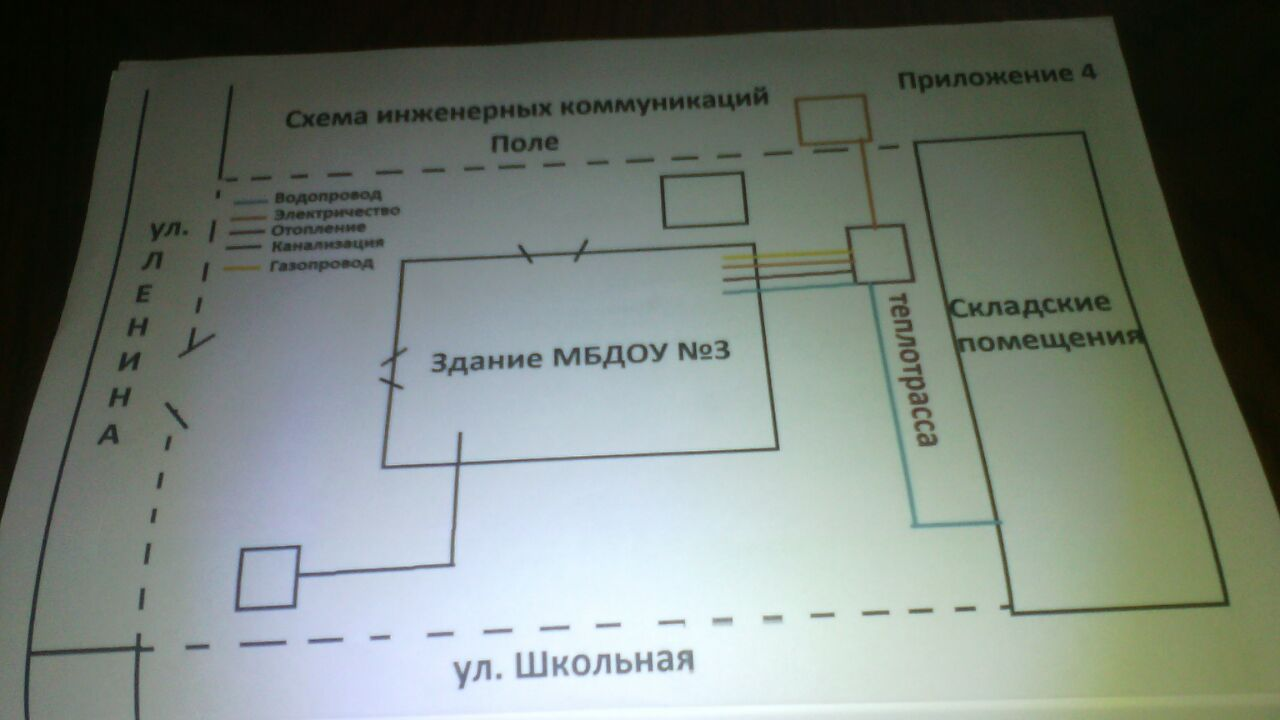 Приложение 4
Схема инженерных коммуникаций
Поле
Водопровод
Электричество
Отопление
Канализация
Газопровод
ул.
ЛЕНИНА
Здание МБДОУ №3
теплотрасса
Складские
помещения
ул. Школьная